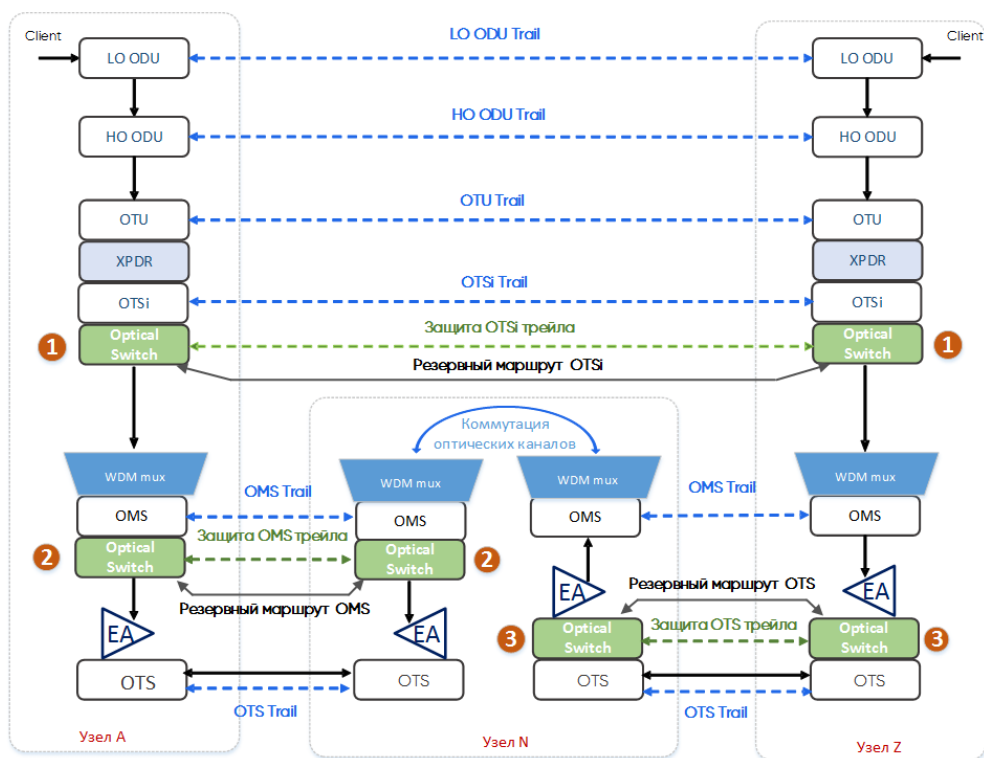 Client
LO ODU Trail
Client
LO ODU
LO ODU
HO ODU Trail
HO ODU
HO ODU
OTU Trail
OTU
OTU
XPDR
XPDR
OTSi Trail
OTSi
OTSi
Защита OTSi трейла
1
Optical
Switch
Optical
Switch
1
Резервный маршрут OTSi
Коммутация
оптических каналов
WDM mux
WDM mux
WDM mux
WDM mux
OMS Trail
OMS Trail
OMS
OMS
OMS
OMS
Защита OMS трейла
2
Optical
Switch
Optical
Switch
2
Резервный маршрут OMS
Резервный маршрут OTS
EA
EA
EA
EA
Защита OTS трейла
3
Optical
Switch
Optical
Switch
3
OTS
OTS
OTS
OTS
OTS Trail
OTS Trail
Узел A
Узел N
Узел Z